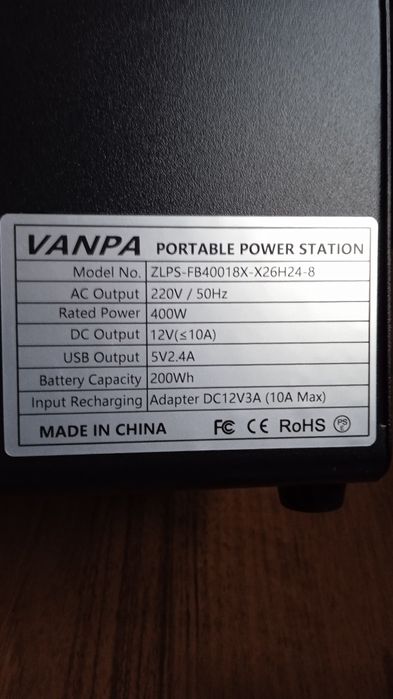 VANPA PORTABLE POWER STATION
Model No. ZLPS-FB40018X-X26H24-8
AC Output 220V / 50Hz
Rated Power 400W
DC Output 12V(≤10A)
USB Output 5V2.4A
Battery Capacity 200Wh
Input Recharging Adapter DC12V3A (10A Max)
MADE IN CHINA FC CE RoHS PSE